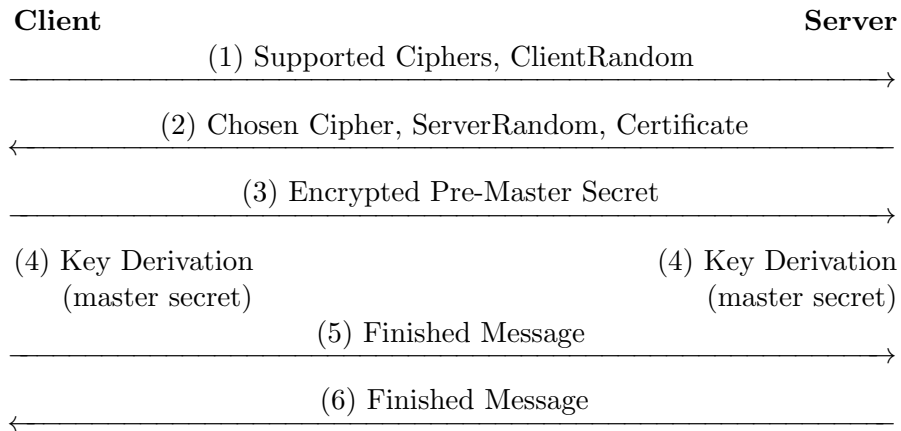 Client Server
(1) Supported Ciphers, ClientRandom
(2) Chosen Cipher, ServerRandom, Certificate
(3) Encrypted Pre-Master Secret
(4) Key Derivation (4) Key Derivation
(master secret) (master secret)
(5) Finished Message
(6) Finished Message